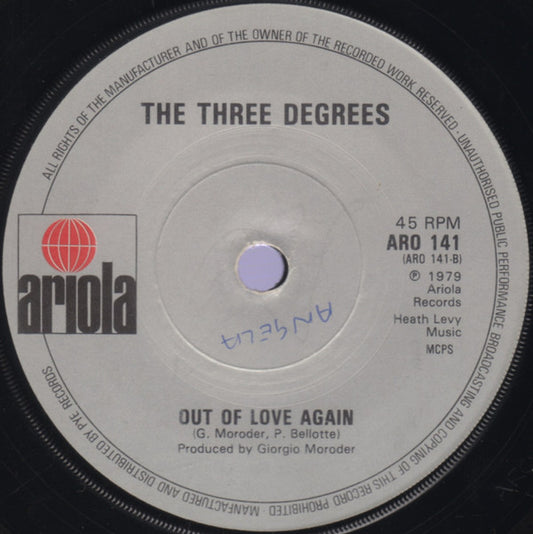 ALL RIGHTS OF THE MANUFACTURER AND OF THE OWNER OF THE RECORDED WORK RESERVED · UNAUTHORISED PUBLIC PERFORMANCE BROADCASTING AND COPYING OF THIS RECORD PROHIBITED · MANUFACTURED AND DISTRIBUTED BY PYE RECORDS
THE THREE DEGREES
45 RPM
ARO 141
(ARO 141-B)
℗ 1979
Ariola
Records
Heath Levy
Music
MCPS
ariola
ANGELA
OUT OF LOVE AGAIN
(G. Moroder, P. Bellotte)
Produced by Giorgio Moroder